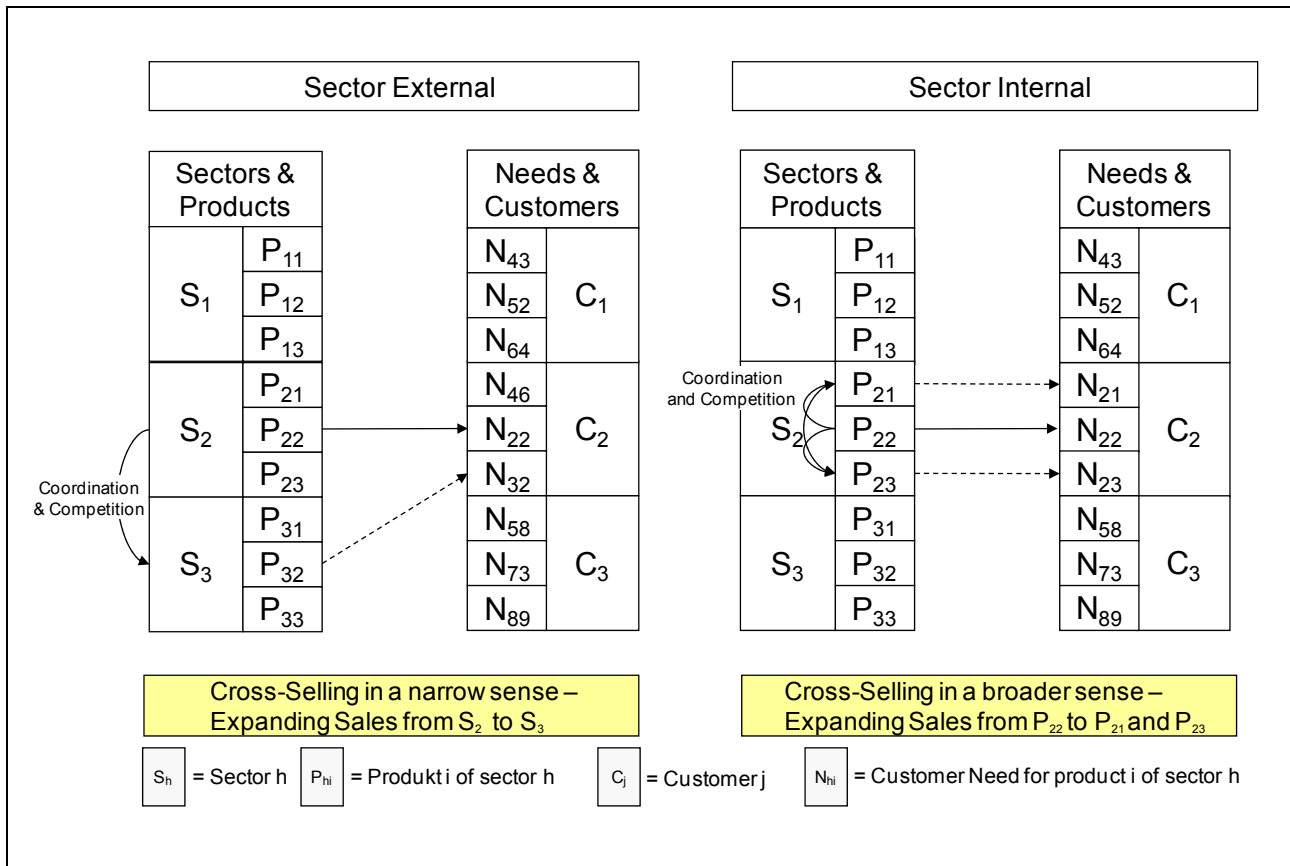 Sector External
Sector Internal
Sectors &
Products
Needs &
Customers
Sectors &
Products
Needs &
Customers
S1
P11
P12
P13
S2
P21
P22
P23
S3
P31
P32
P33
Coordination
& Competition
N43
N52
N64
C1
N46
N22
N32
C2
N58
N73
N89
C3
S1
P11
P12
P13
Coordination
and Competition
S2
P21
P22
P23
S3
P31
P32
P33
N43
N52
N64
C1
N21
N22
N23
C2
N58
N73
N89
C3
Cross-Selling in a narrow sense –
Expanding Sales from S2 to S3
Cross-Selling in a broader sense –
Expanding Sales from P22 to P21 and P23
Sh = Sector h
Phi = Produkt i of sector h
Cj = Customer j
Nhi = Customer Need for product i of sector h